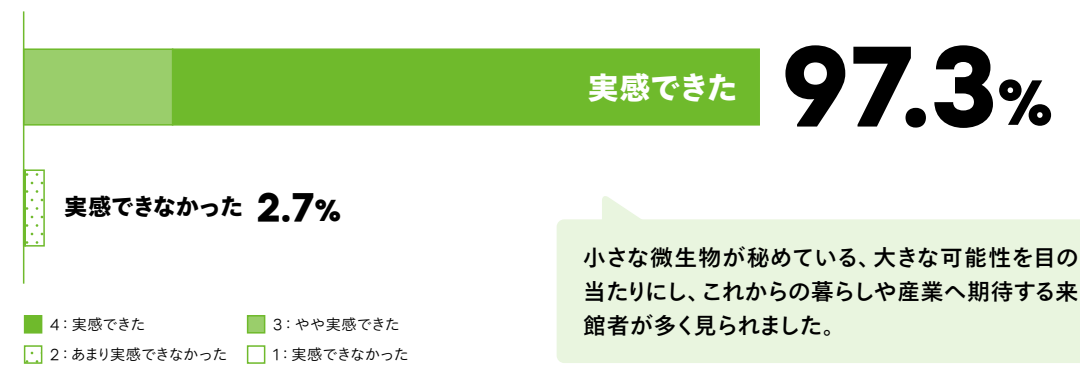 実感できた 97.3%
実感できなかった 2.7%
小さな微生物が秘めている、大きな可能性を目の
当たりにし、これからの暮らしや産業へ期待する来
館者が多く見られました。
4：実感できた 3：やや実感できた
2：あまり実感できなかった 1：実感できなかった